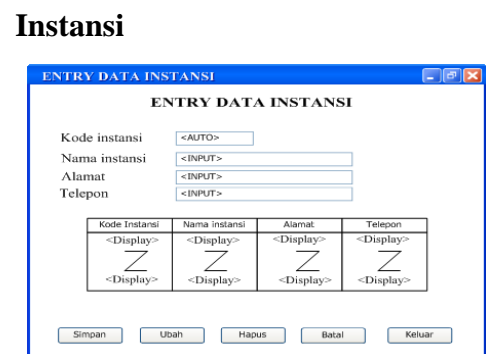 Instansi
ENTRY DATA INSTANSI
ENTRY DATA INSTANSI
Kode instansi <AUTO>
Nama instansi <INPUT>
Alamat <INPUT>
Telepon <INPUT>
Kode Instansi Nama instansi Alamat Telepon
<Display> <Display> <Display> <Display>
<Display> <Display> <Display> <Display>
Simpan Ubah Hapus Batal Keluar